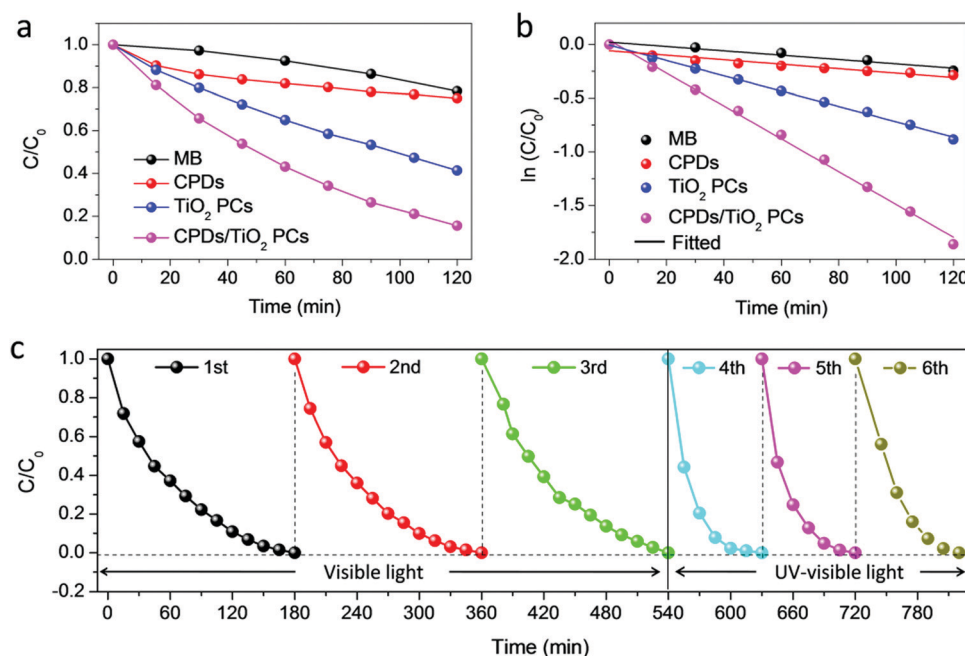 a
C/C0
1.0
0.8
0.6
0.4
0.2
0.0
MB
CPDs
TiO2 PCs
CPDs/TiO2 PCs
0 20 40 60 80 100 120
Time (min)
b
ln (C/C0)
0.0
-0.5
-1.0
-1.5
-2.0
MB
CPDs
TiO2 PCs
CPDs/TiO2 PCs
Fitted
0 20 40 60 80 100 120
Time (min)
c
C/C0
1.0
0.8
0.6
0.4
0.2
0.0
-0.2
1st 2nd 3rd 4th 5th 6th
Visible light UV-visible light
0 60 120 180 240 300 360 420 480 540 600 660 720 780
Time (min)